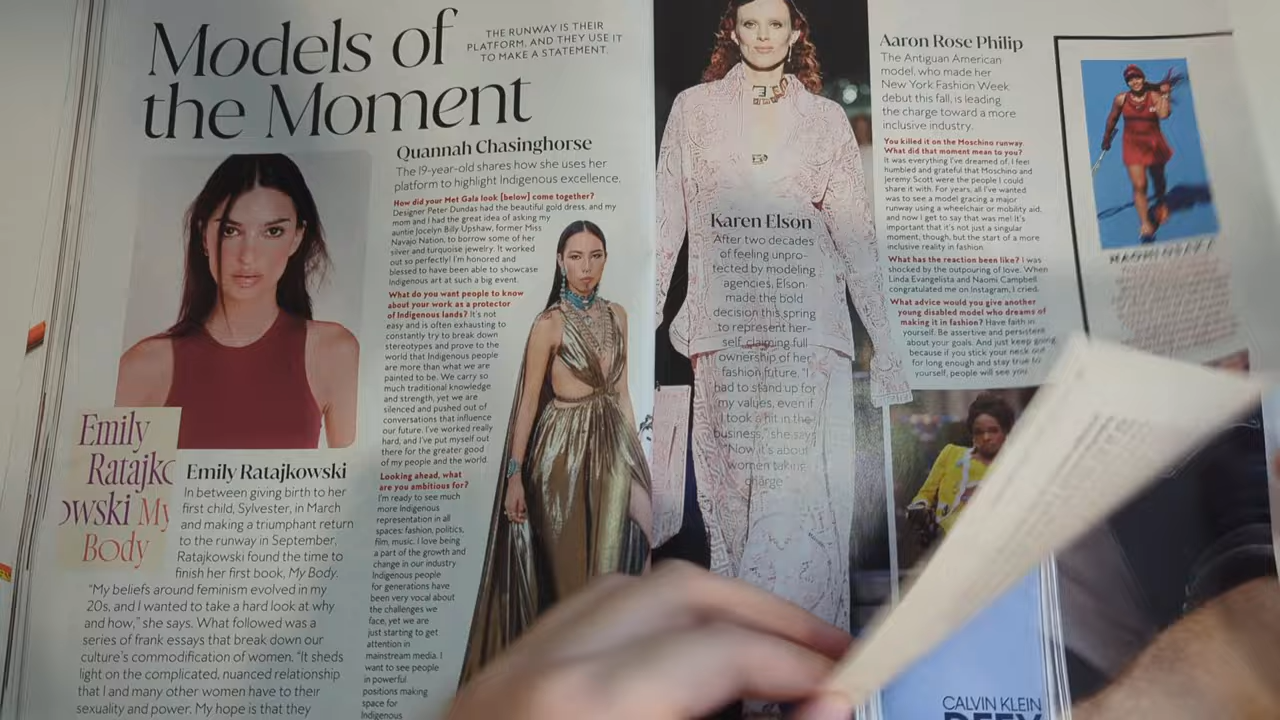 Models of
the Moment
THE RUNWAY IS THEIR
PLATFORM, AND THEY USE IT
TO MAKE A STATEMENT.
Emily
Ratajko
owski My
Body
Emily Ratajkowski
In between giving birth to her
first child, Sylvester, in March
and making a triumphant return
to the runway in September,
Ratajkowski found the time to
finish her first book, My Body.
“My beliefs around feminism evolved in my
20s, and I wanted to take a hard look at why
and how,” she says. What followed was a
series of frank essays that break down our
culture’s commodification of women. “It sheds
light on the complicated, nuanced relationship
that I and many other women have to their
sexuality and power. My hope is that they
Quannah Chasinghorse
The 19-year-old shares how she uses her
platform to highlight Indigenous excellence.
How did your Met Gala look [below] come together?
Designer Peter Dundas had the beautiful gold dress, and my
mom and I had the great idea of asking my
auntie Jocelyn Billy Upshaw, former Miss
Navajo Nation, to borrow some of her
silver and turquoise jewelry. It worked
out so perfectly! I’m honored and
blessed to have been able to showcase
Indigenous art at such a big event.
What do you want people to know
about your work as a protector
of Indigenous lands? It’s not
easy and is often exhausting to
constantly try to break down
stereotypes and prove to the
world that Indigenous people
are more than what we are
painted to be. We carry so
much traditional knowledge
and strength, yet we are
silenced and pushed out of
conversations that influence
our future. I’ve worked really
hard, and I’ve put myself out
there for the greater good
of my people and the world.
Looking ahead, what
are you ambitious for?
I’m ready to see much
more Indigenous
representation in all
spaces: fashion, politics,
film, music. I love being
a part of the growth and
change in our industry
Indigenous people
for generations have
been very vocal about
the challenges we
face, yet we are
just starting to get
attention in
mainstream media. I
want to see people
in powerful
positions making
space for
Indigenous
Karen Elson
After two decades
of feeling unpro-
tected by modeling
agencies, Elson
made the bold
decision this spring
to represent her-
self, claiming full
ownership of her
fashion future. “I
had to stand up for
my values, even if
I took a hit in the
business,” she says
“Now it’s about
women taking
charge
Aaron Rose Philip
The Antiguan American
model, who made her
New York Fashion Week
debut this fall, is leading
the charge toward a more
inclusive industry.
You killed it on the Moschino runway.
What did that moment mean to you?
It was everything I’ve dreamed of. I feel
humbled and grateful that Moschino and
Jeremy Scott were the people I could
share it with. For years, all I’ve wanted
was to see a model gracing a major
runway using a wheelchair or mobility aid,
and now I get to say that was me! It’s
important that it’s not just a singular
moment, though, but the start of a more
inclusive reality in fashion.
What has the reaction been like? I was
shocked by the outpouring of love. When
Linda Evangelista and Naomi Campbell
congratulated me on Instagram, I cried.
What advice would you give another
young disabled model who dreams of
making it in fashion? Have faith in
yourself. Be assertive and persistent
about your goals. And just keep going
because if you stick your neck out
for long enough and stay true to
yourself, people will see you
CALVIN KLEIN
DEFY